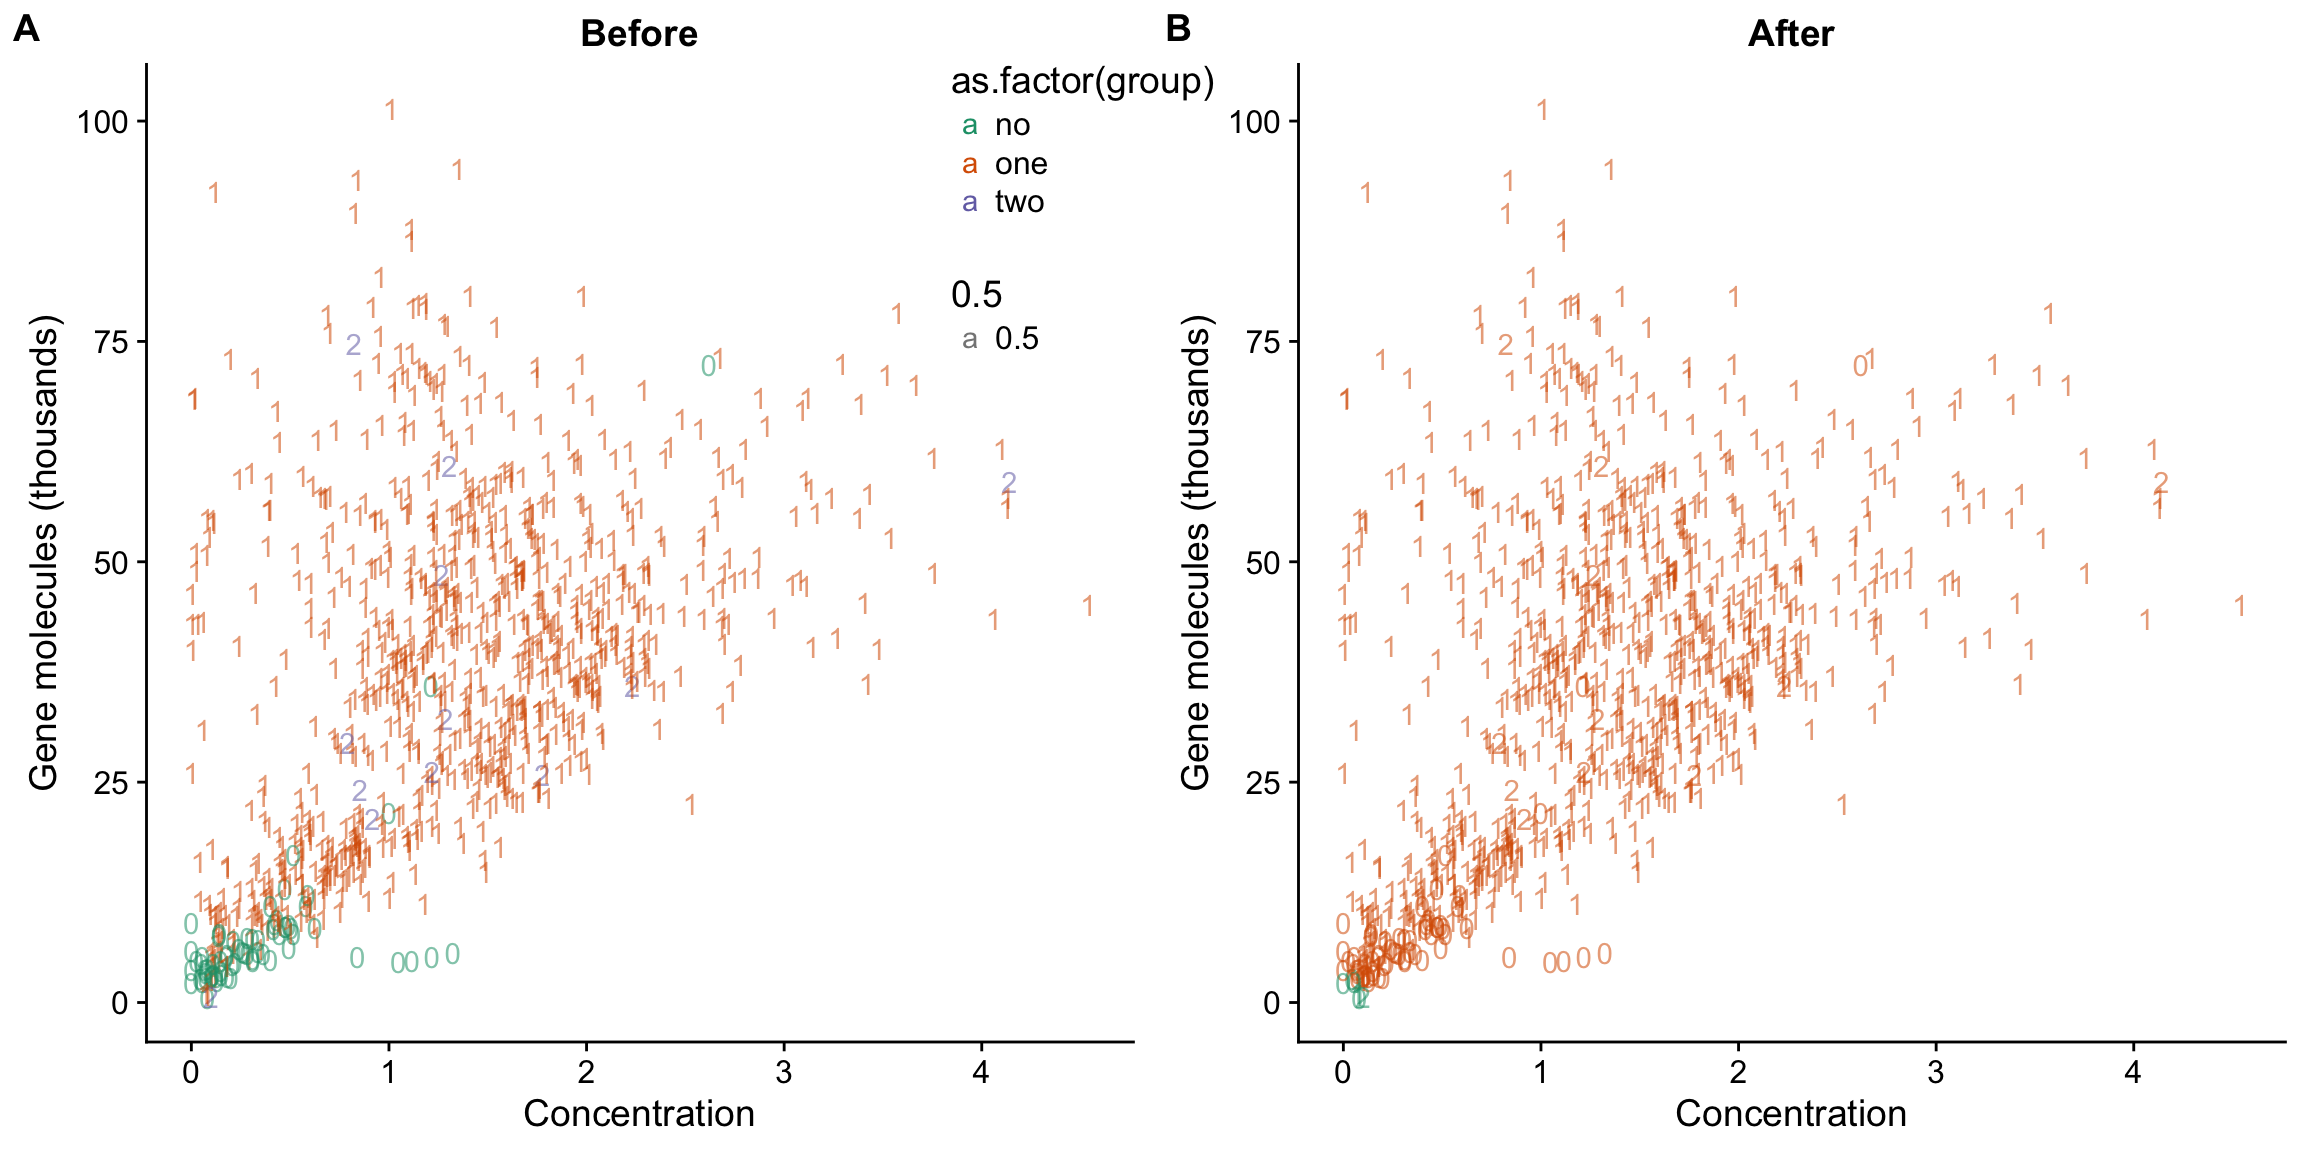 A
Before
as.factor(group)
a no
a one
a two
0.5
a 0.5
100
75
50
25
0
0 1 2 3 4
Concentration
Gene molecules (thousands)
B
After
100
75
50
25
0
0 1 2 3 4
Concentration
Gene molecules (thousands)